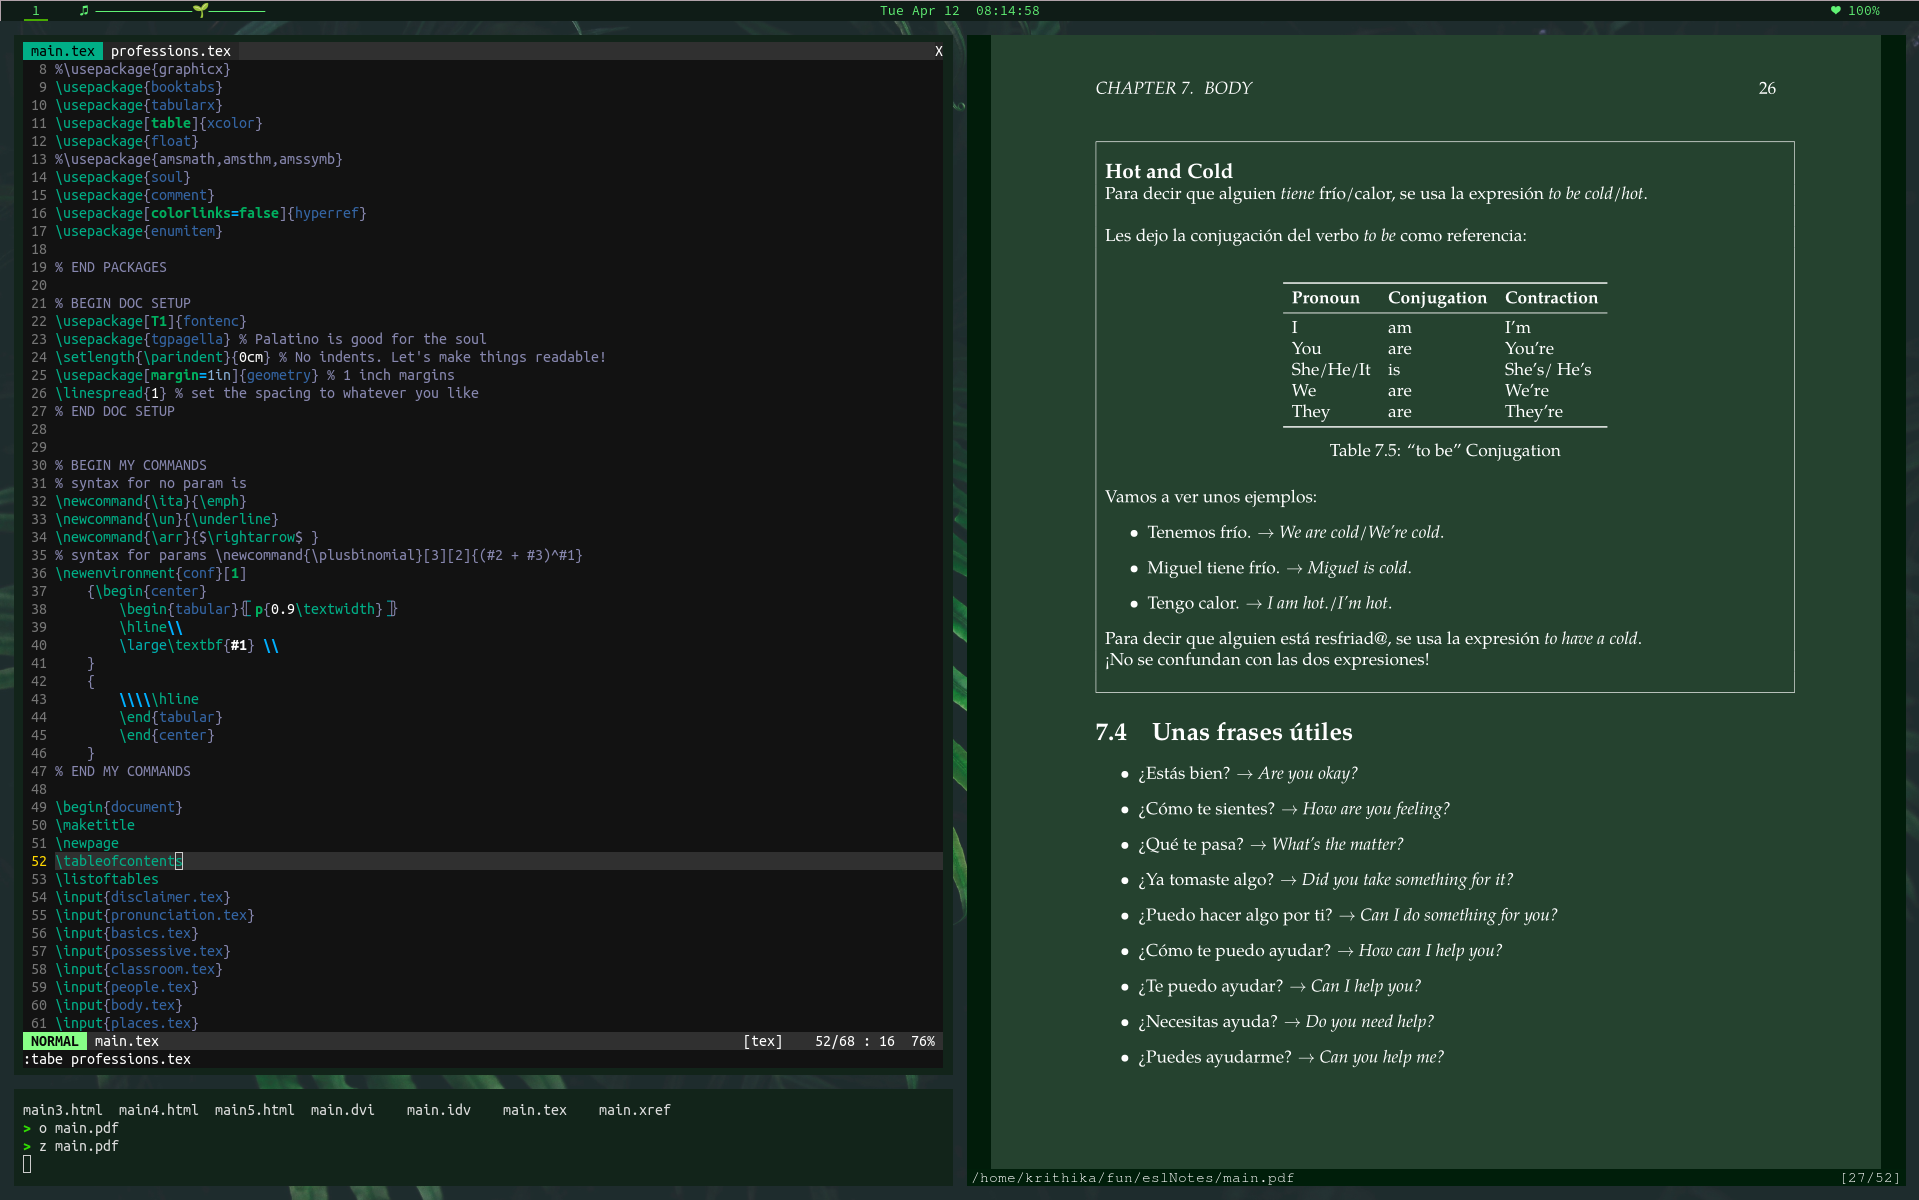 1 Tue Apr 12  08:14:58 ♥ 100%
main.tex professions.tex X
8 %\usepackage{graphicx}
9 \usepackage{booktabs}
10 \usepackage{tabularx}
11 \usepackage[table]{xcolor}
12 \usepackage{float}
13 %\usepackage{amsmath,amsthm,amssymb}
14 \usepackage{soul}
15 \usepackage{comment}
16 \usepackage[colorlinks=false]{hyperref}
17 \usepackage{enumitem}
18
19 % END PACKAGES
20
21 % BEGIN DOC SETUP
22 \usepackage[T1]{fontenc}
23 \usepackage{tgpagella} % Palatino is good for the soul
24 \setlength{\parindent}{0cm} % No indents. Let's make things readable!
25 \usepackage[margin=1in]{geometry} % 1 inch margins
26 \linespread{1} % set the spacing to whatever you like
27 % END DOC SETUP
28
29
30 % BEGIN MY COMMANDS
31 % syntax for no param is
32 \newcommand{\ita}{\emph}
33 \newcommand{\un}{\underline}
34 \newcommand{\arr}{$\rightarrow$ }
35 % syntax for params \newcommand{\plusbinomial}[3][2]{(#2 + #3)^#1}
36 \newenvironment{conf}[1]
37     {\begin{center}
38         \begin{tabular}{[ p{0.9\textwidth} ]}
39         \hline\\
40         \large\textbf{#1} \\
41     }
42     {
43         \\\\\hline
44         \end{tabular}
45         \end{center}
46     }
47 % END MY COMMANDS
48
49 \begin{document}
50 \maketitle
51 \newpage
52 \tableofcontents
53 \listoftables
54 \input{disclaimer.tex}
55 \input{pronunciation.tex}
56 \input{basics.tex}
57 \input{possessive.tex}
58 \input{classroom.tex}
59 \input{people.tex}
60 \input{body.tex}
61 \input{places.tex}
NORMAL main.tex [tex] 52/68 : 16 76%
:tabe professions.tex
main3.html main4.html main5.html main.dvi main.idv main.tex main.xref
> o main.pdf
> z main.pdf
CHAPTER 7. BODY 26
Hot and Cold
Para decir que alguien tiene frío/calor, se usa la expresión to be cold/hot.
Les dejo la conjugación del verbo to be como referencia:
Pronoun Conjugation Contraction
I am I'm
You are You're
She/He/It is She's/ He's
We are We're
They are They're
Table 7.5: “to be” Conjugation
Vamos a ver unos ejemplos:
• Tenemos frío. → We are cold/We're cold.
• Miguel tiene frío. → Miguel is cold.
• Tengo calor. → I am hot./I'm hot.
Para decir que alguien está resfriad@, se usa la expresión to have a cold.
¡No se confundan con las dos expresiones!
7.4 Unas frases útiles
• ¿Estás bien? → Are you okay?
• ¿Cómo te sientes? → How are you feeling?
• ¿Qué te pasa? → What's the matter?
• ¿Ya tomaste algo? → Did you take something for it?
• ¿Puedo hacer algo por ti? → Can I do something for you?
• ¿Cómo te puedo ayudar? → How can I help you?
• ¿Te puedo ayudar? → Can I help you?
• ¿Necesitas ayuda? → Do you need help?
• ¿Puedes ayudarme? → Can you help me?
/home/krithika/fun/eslNotes/main.pdf [27/52]